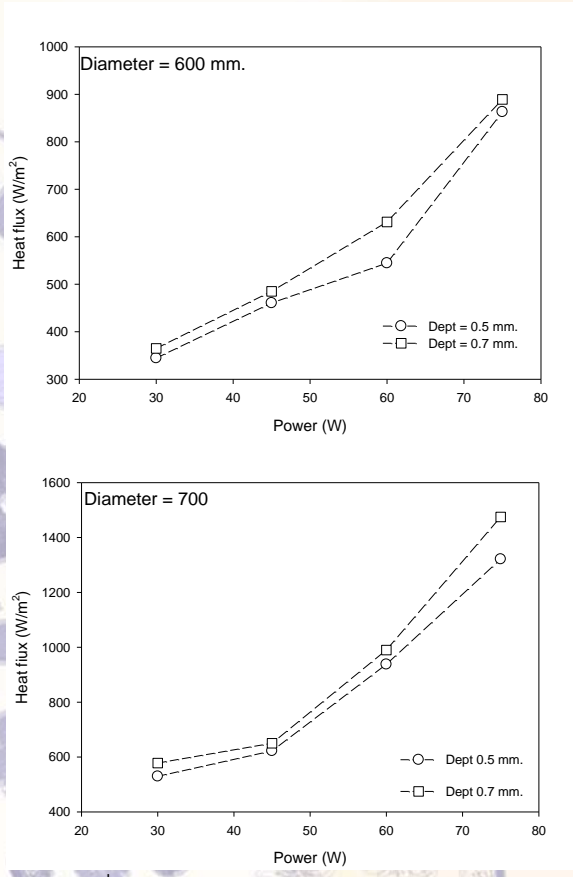 1000
Diameter = 600 mm.
900
800
700
600
500
400
300
Heat flux (W/m²)
Dept = 0.5 mm.
Dept = 0.7 mm.
20 30 40 50 60 70 80
Power (W)
1600
Diameter = 700
1400
1200
1000
800
600
400
Heat flux (W/m²)
Dept 0.5 mm.
Dept 0.7 mm.
20 30 40 50 60 70 80
Power (W)